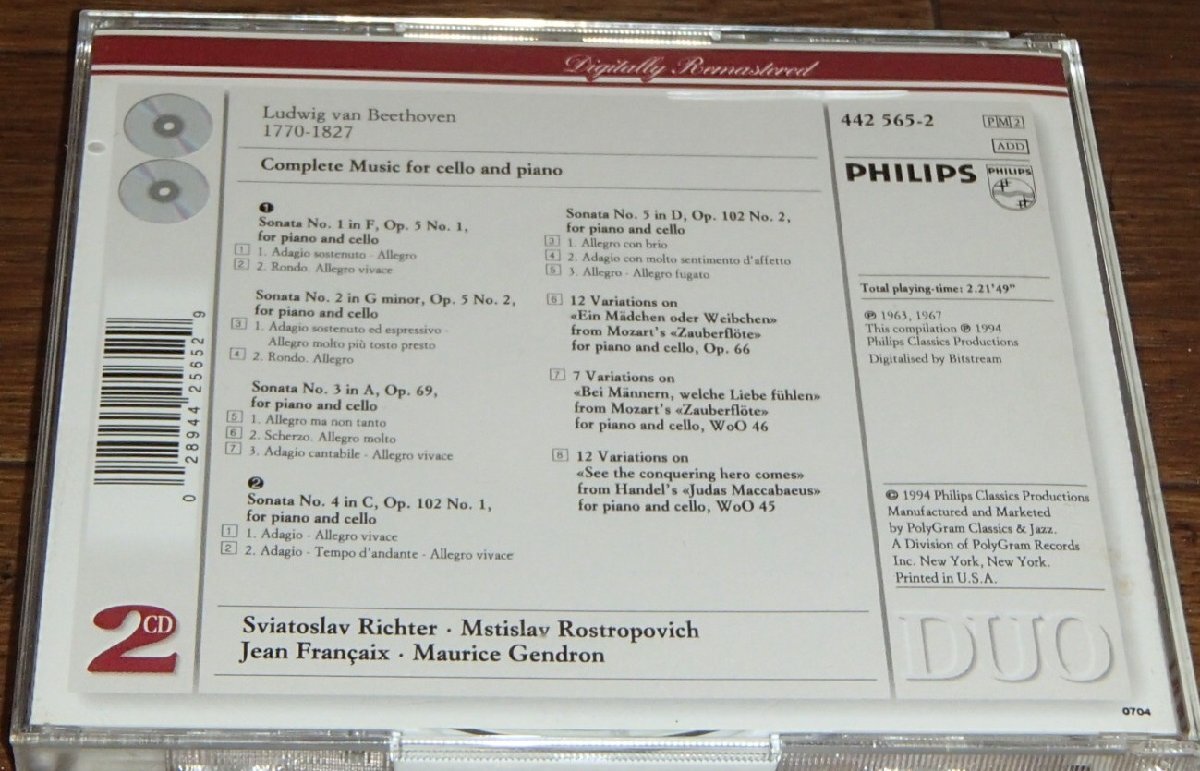 Digitally Remastered
Ludwig van Beethoven
1770-1827
Complete Music for cello and piano
1
Sonata No. 1 in F, Op. 5 No. 1,
for piano and cello
1 1. Adagio sostenuto - Allegro
2 2. Rondo. Allegro vivace
Sonata No. 2 in G minor, Op. 5 No. 2,
for piano and cello
3 1. Adagio sostenuto ed espressivo -
Allegro molto più tosto presto
4 2. Rondo. Allegro
Sonata No. 3 in A, Op. 69,
for piano and cello
5 1. Allegro ma non tanto
6 2. Scherzo. Allegro molto
7 3. Adagio cantabile - Allegro vivace
2
Sonata No. 4 in C, Op. 102 No. 1,
for piano and cello
1 1. Adagio - Allegro vivace
2 2. Adagio - Tempo d'andante - Allegro vivace
Sonata No. 5 in D, Op. 102 No. 2,
for piano and cello
3 1. Allegro con brio
4 2. Adagio con molto sentimento d'affetto
5 3. Allegro - Allegro fugato
6 12 Variations on
«Ein Mädchen oder Weibchen»
from Mozart's «Zauberflöte»
for piano and cello, Op. 66
7 7 Variations on
«Bei Männern, welche Liebe fühlen»
from Mozart's «Zauberflöte»
for piano and cello, WoO 46
8 12 Variations on
«See the conquering hero comes»
from Handel's «Judas Maccabaeus»
for piano and cello, WoO 45
442 565-2
PM2
ADD
PHILIPS
PHILIPS
Total playing-time: 2.21'49"
℗ 1963, 1967
This compilation ℗ 1994
Philips Classics Productions
Digitalised by Bitstream
© 1994 Philips Classics Productions
Manufactured and Marketed
by PolyGram Classics & Jazz.
A Division of PolyGram Records
Inc. New York, New York.
Printed in U.S.A.
0 28944 25652 9
2 CD
Sviatoslav Richter · Mstislav Rostropovich
Jean Françaix · Maurice Gendron
DUO
0704